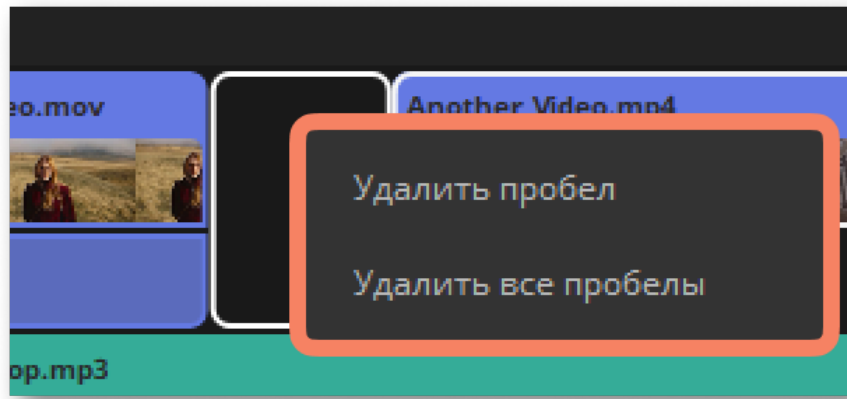 eo.mov
Another Video.mp4
Удалить пробел
Удалить все пробелы
op.mp3